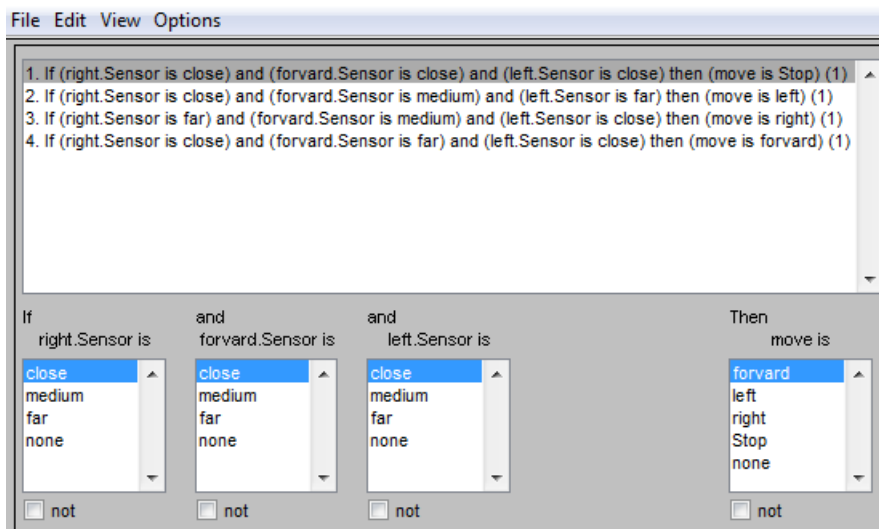 File Edit View Options
1. If (right.Sensor is close) and (forvard.Sensor is close) and (left.Sensor is close) then (move is Stop) (1)
2. If (right.Sensor is close) and (forvard.Sensor is medium) and (left.Sensor is far) then (move is left) (1)
3. If (right.Sensor is far) and (forvard.Sensor is medium) and (left.Sensor is close) then (move is right) (1)
4. If (right.Sensor is close) and (forvard.Sensor is far) and (left.Sensor is close) then (move is forvard) (1)
If and and Then
right.Sensor is forvard.Sensor is left.Sensor is move is
close close close forvard
medium medium medium left
far far far right
none none none Stop
none
not not not not